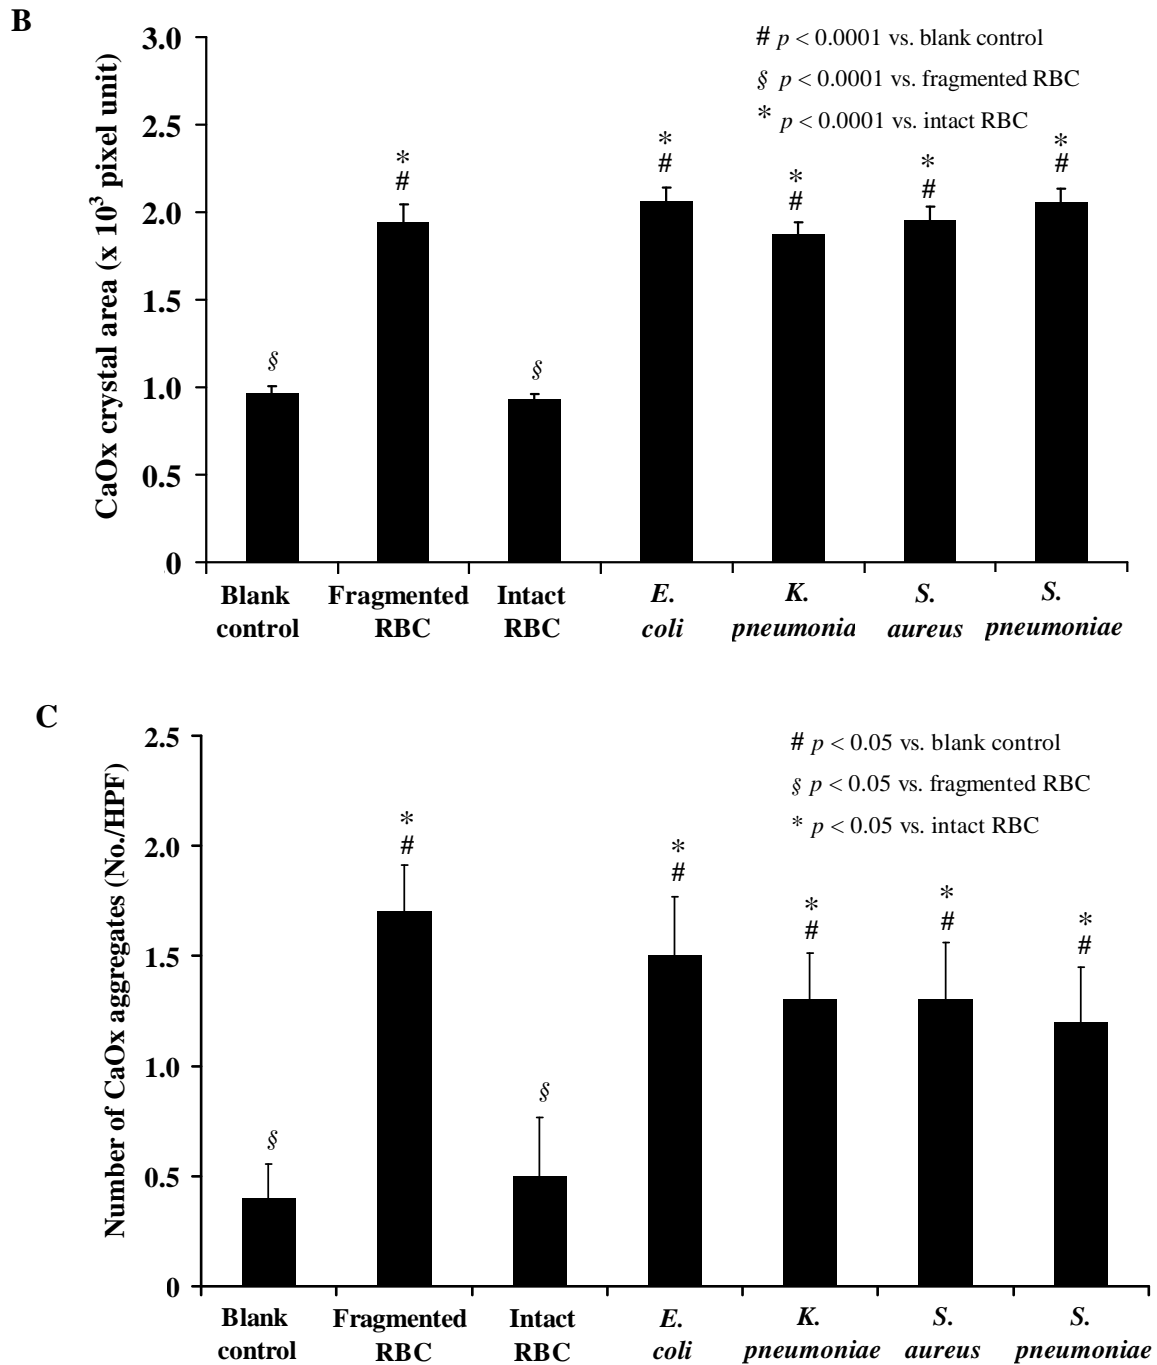 B
# p < 0.0001 vs. blank control
§ p < 0.0001 vs. fragmented RBC
* p < 0.0001 vs. intact RBC
CaOx crystal area (x 10³ pixel unit)
3.0
2.5
2.0
1.5
1.0
0.5
0
§
*
#
§
*
#
*
#
*
#
*
#
Blank control
Fragmented RBC
Intact RBC
E. coli
K. pneumonia
S. aureus
S. pneumoniae
C
# p < 0.05 vs. blank control
§ p < 0.05 vs. fragmented RBC
* p < 0.05 vs. intact RBC
Number of CaOx aggregates (No./HPF)
2.5
2.0
1.5
1.0
0.5
0
§
*
#
§
*
#
*
#
*
#
*
#
Blank control
Fragmented RBC
Intact RBC
E. coli
K. pneumoniae
S. aureus
S. pneumoniae